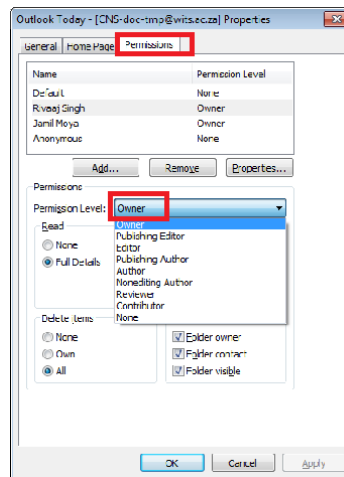 Outlook Today - [CNS-doc-tmp@wits.ac.za] Properties
General Home Page Permissions
Name Permission Level
Default None
Rivaaj Singh Owner
Jamil Moya Owner
Anonymous None
Add... Remove Properties...
Permissions
Permission Level: Owner
Read
None
Full Details
Owner
Publishing Editor
Editor
Publishing Author
Author
Nonediting Author
Reviewer
Contributor
None
Delete Items
None
Own
All
Folder owner
Folder contact
Folder visible
OK Cancel Apply